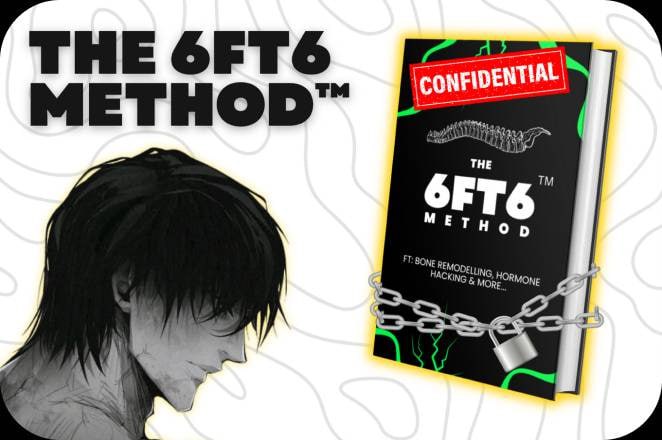 THE 6FT6
METHOD™
CONFIDENTIAL
THE
6FT6™
METHOD
FT: BONE REMODELLING, HORMONE
HACKING & MORE...